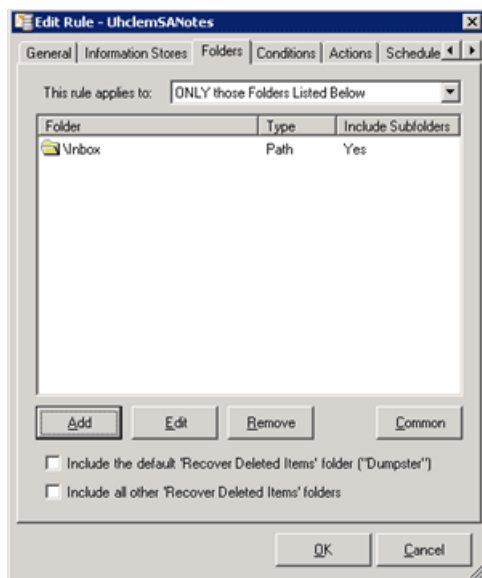 Edit Rule - UhclemSANotes
General Information Stores Folders Conditions Actions Schedule
This rule applies to: ONLY those Folders Listed Below
Folder Type Include Subfolders
\Inbox Path Yes
Add Edit Remove Common
Include the default 'Recover Deleted Items' folder ("Dumpster")
Include all other 'Recover Deleted Items' folders
OK Cancel